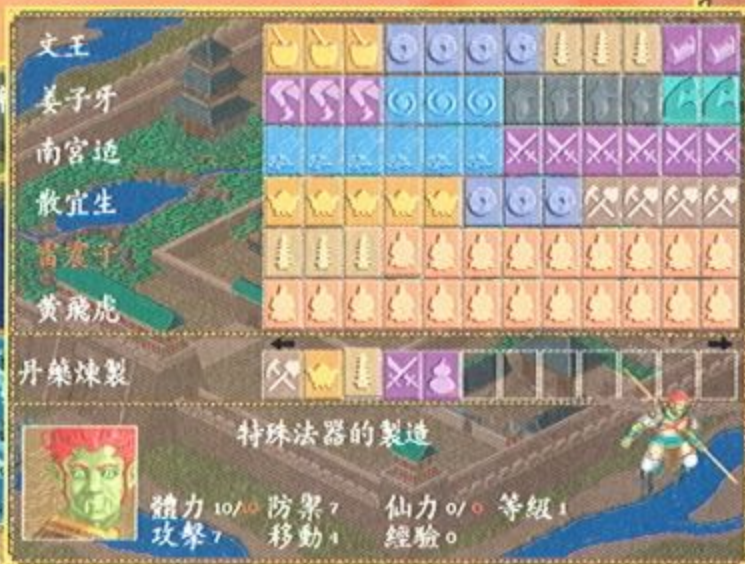 文王
姜子牙
南宮适
散宜生
雷震子
黃飛虎
丹藥煉製
特殊法器的製造
體力 10/10 防禦 7 仙力 0/0 等級 1
攻擊 7 移動 4 經驗 0